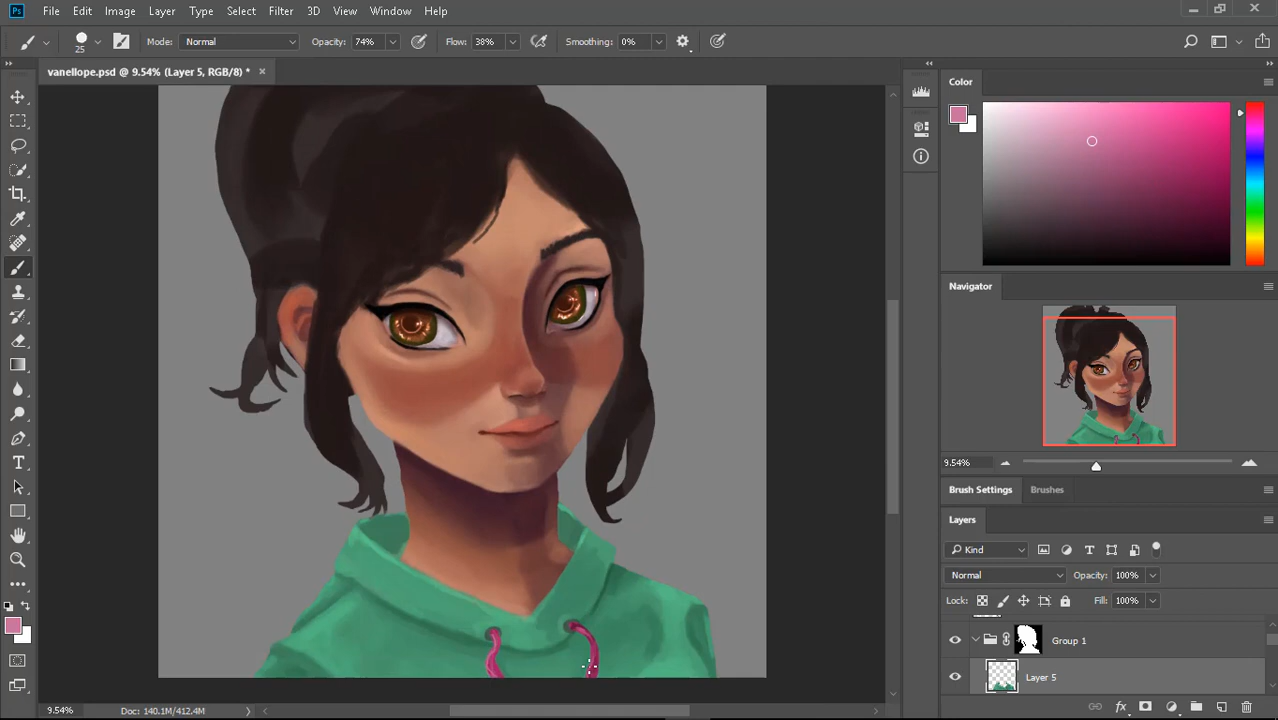 Ps File Edit Image Layer Type Select Filter 3D View Window Help
25 Mode: Normal Opacity: 74% Flow: 38% Smoothing: 0%
vanellope.psd @ 9.54% (Layer 5, RGB/8) *
Color
Navigator
9.54%
Brush Settings Brushes
Layers
Kind
Normal Opacity: 100%
Lock: Fill: 100%
Group 1
Layer 5
9.54% Doc: 140.1M/412.4M